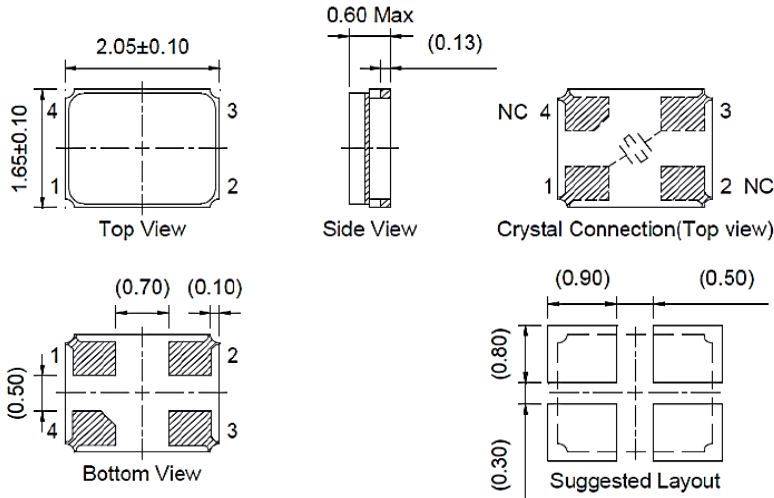 0.60 Max
2.05±0.10
(0.13)
4
3
1.65±0.10
1
2
Top View
Side View
NC 4
3
1
2 NC
Crystal Connection(Top view)
(0.70)
(0.10)
1
2
(0.50)
4
3
Bottom View
(0.90)
(0.50)
(0.80)
(0.30)
Suggested Layout